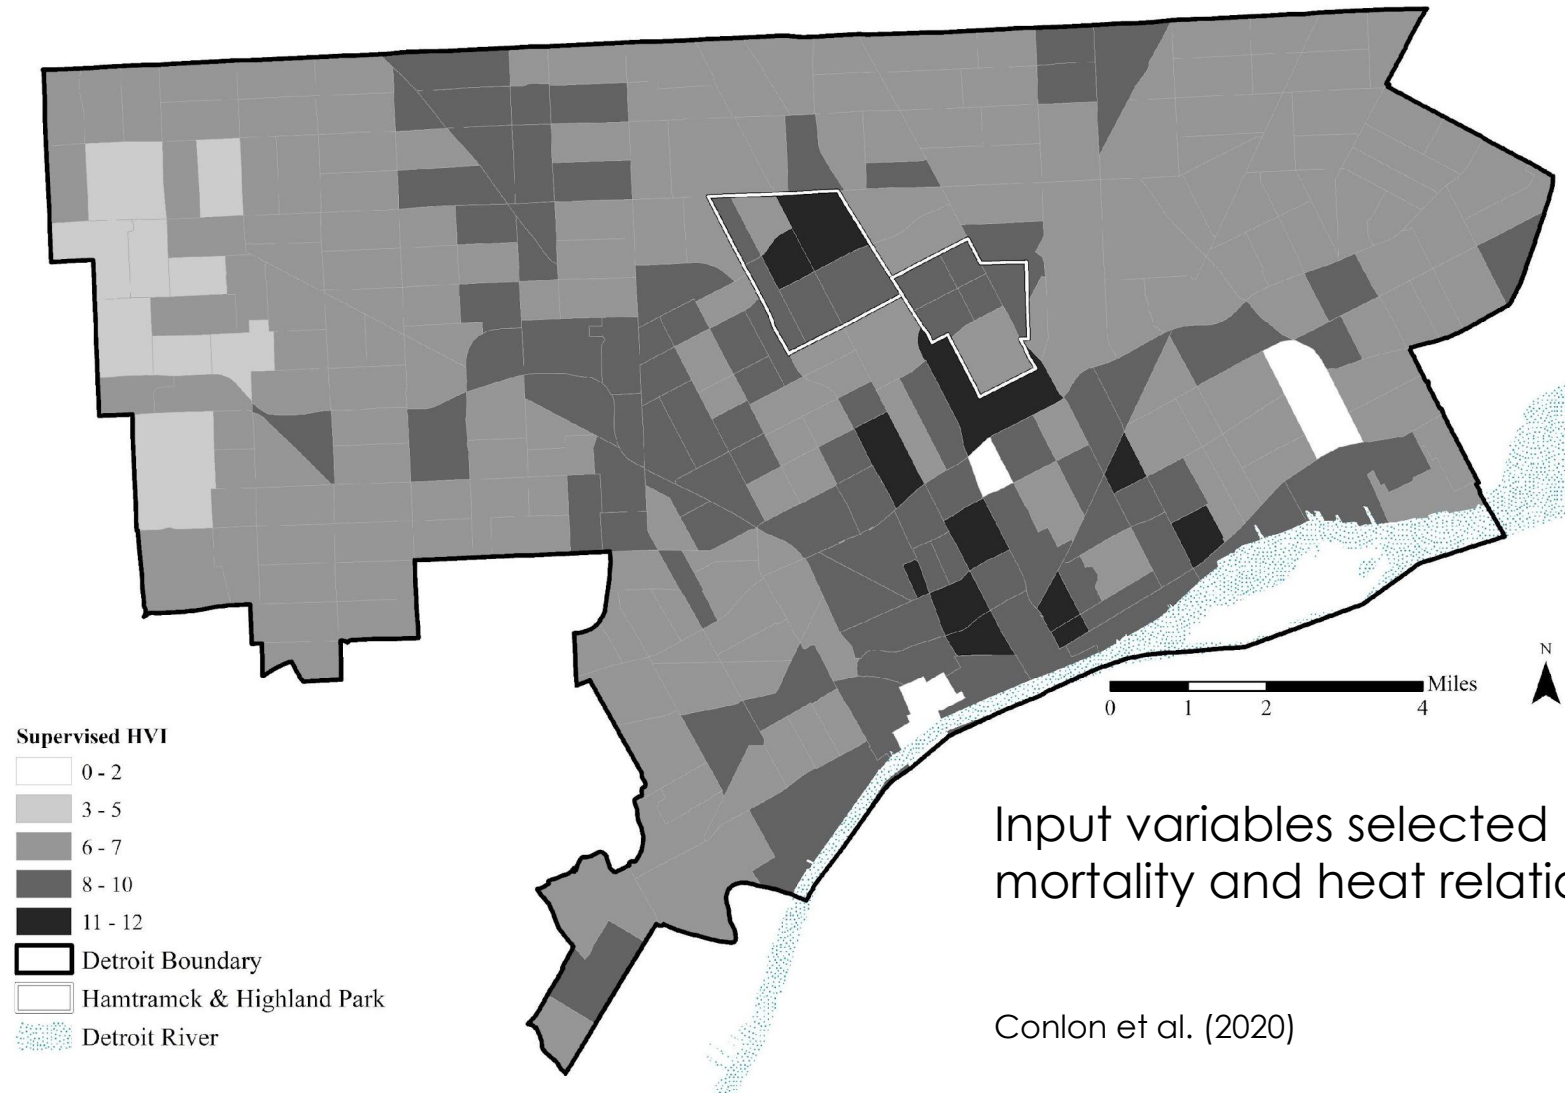 N
Miles
0 1 2 4
Supervised HVI
0 - 2
3 - 5
6 - 7
8 - 10
11 - 12
Detroit Boundary
Hamtramck & Highland Park
Detroit River
Input variables selected
mortality and heat
Conlon et al. (2020)